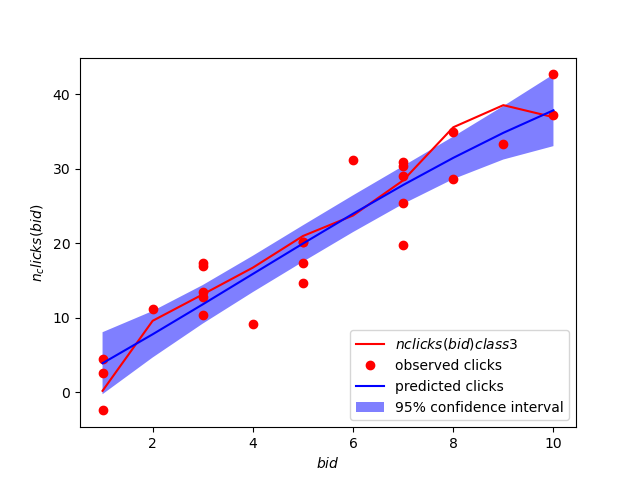 40
30
20
10
0
n_clicks(bid)
nclicks(bid)class3
observed clicks
predicted clicks
95% confidence interval
2 4 6 8 10
bid